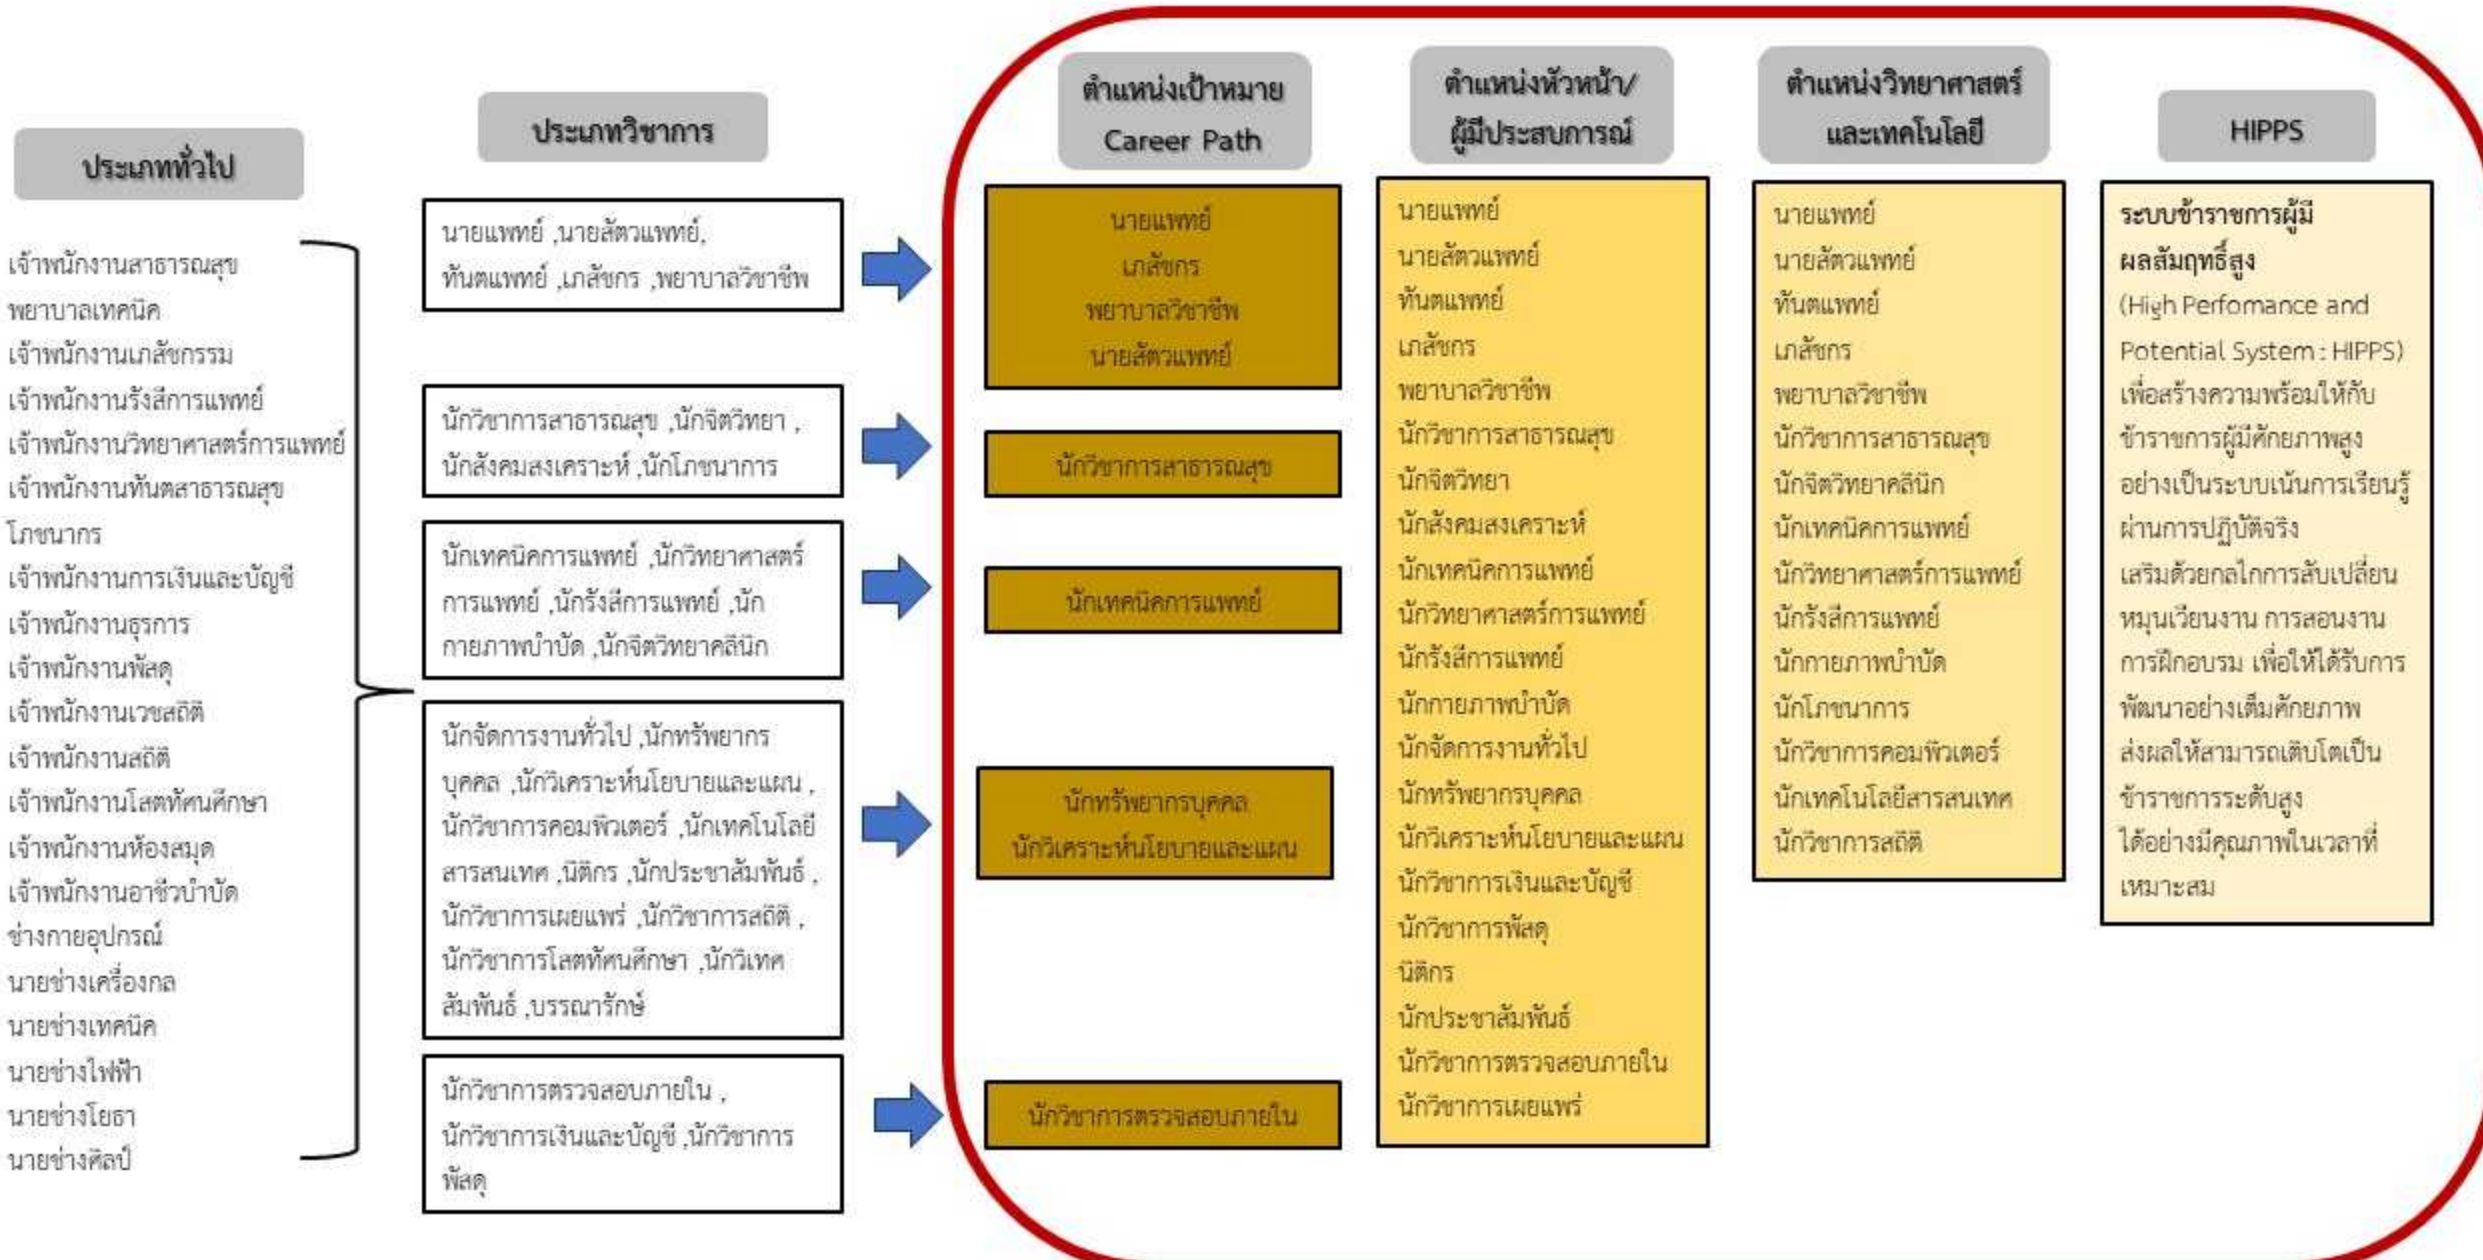 ประเภททั่วไป
เจ้าพนักงานสาธารณสุข
พยาบาลเทคนิค
เจ้าพนักงานเภสัชกรรม
เจ้าพนักงานรังสีการแพทย์
เจ้าพนักงานวิทยาศาสตร์การแพทย์
เจ้าพนักงานทันตสาธารณสุข
โภชนากร
เจ้าพนักงานการเงินและบัญชี
เจ้าพนักงานธุรการ
เจ้าพนักงานพัสดุ
เจ้าพนักงานเวชสถิติ
เจ้าพนักงานสถิติ
เจ้าพนักงานโสตทัศนศึกษา
เจ้าพนักงานห้องสมุด
เจ้าพนักงานอาชีวบำบัด
ช่างกายอุปกรณ์
นายช่างเครื่องกล
นายช่างเทคนิค
นายช่างไฟฟ้า
นายช่างโยธา
นายช่างศิลป์
ประเภทวิชาการ
นายแพทย์ ,นายสัตวแพทย์,
ทันตแพทย์ ,เภสัชกร ,พยาบาลวิชาชีพ
นักวิชาการสาธารณสุข ,นักจิตวิทยา ,
นักสังคมสงเคราะห์ ,นักโภชนาการ
นักเทคนิคการแพทย์ ,นักวิทยาศาสตร์
การแพทย์ ,นักรังสีการแพทย์ ,นัก
กายภาพบำบัด ,นักจิตวิทยาคลินิก
นักจัดการงานทั่วไป ,นักทรัพยากร
บุคคล ,นักวิเคราะห์นโยบายและแผน ,
นักวิชาการคอมพิวเตอร์ ,นักเทคโนโลยี
สารสนเทศ ,นิติกร ,นักประชาสัมพันธ์ ,
นักวิชาการเผยแพร่ ,นักวิชาการสถิติ ,
นักวิชาการโสตทัศนศึกษา ,นักวิเทศ
สัมพันธ์ ,บรรณารักษ์
นักวิชาการตรวจสอบภายใน ,
นักวิชาการเงินและบัญชี ,นักวิชาการ
พัสดุ
ตำแหน่งเป้าหมาย
Career Path
นายแพทย์
เภสัชกร
พยาบาลวิชาชีพ
นายสัตวแพทย์
นักวิชาการสาธารณสุข
นักเทคนิคการแพทย์
นักทรัพยากรบุคคล
นักวิเคราะห์นโยบายและแผน
นักวิชาการตรวจสอบภายใน
ตำแหน่งหัวหน้า/
ผู้มีประสบการณ์
นายแพทย์
นายสัตวแพทย์
ทันตแพทย์
เภสัชกร
พยาบาลวิชาชีพ
นักวิชาการสาธารณสุข
นักจิตวิทยา
นักสังคมสงเคราะห์
นักเทคนิคการแพทย์
นักวิทยาศาสตร์การแพทย์
นักรังสีการแพทย์
นักกายภาพบำบัด
นักจัดการงานทั่วไป
นักทรัพยากรบุคคล
นักวิเคราะห์นโยบายและแผน
นักวิชาการเงินและบัญชี
นักวิชาการพัสดุ
นิติกร
นักประชาสัมพันธ์
นักวิชาการตรวจสอบภายใน
นักวิชาการเผยแพร่
ตำแหน่งวิทยาศาสตร์
และเทคโนโลยี
นายแพทย์
นายสัตวแพทย์
ทันตแพทย์
เภสัชกร
พยาบาลวิชาชีพ
นักวิชาการสาธารณสุข
นักจิตวิทยาคลินิก
นักเทคนิคการแพทย์
นักวิทยาศาสตร์การแพทย์
นักรังสีการแพทย์
นักกายภาพบำบัด
นักโภชนาการ
นักวิชาการคอมพิวเตอร์
นักเทคโนโลยีสารสนเทศ
นักวิชาการสถิติ
HIPPS
ระบบข้าราชการผู้มี
ผลสัมฤทธิ์สูง
(High Perfomance and
Potential System : HIPPS)
เพื่อสร้างความพร้อมให้กับ
ข้าราชการผู้มีศักยภาพสูง
อย่างเป็นระบบเน้นการเรียนรู้
ผ่านการปฏิบัติจริง
เสริมด้วยกลไกการสับเปลี่ยน
หมุนเวียนงาน การสอนงาน
การฝึกอบรม เพื่อให้ได้รับการ
พัฒนาอย่างเต็มศักยภาพ
ส่งผลให้สามารถเติบโตเป็น
ข้าราชการระดับสูง
ได้อย่างมีคุณภาพในเวลาที่
เหมาะสม